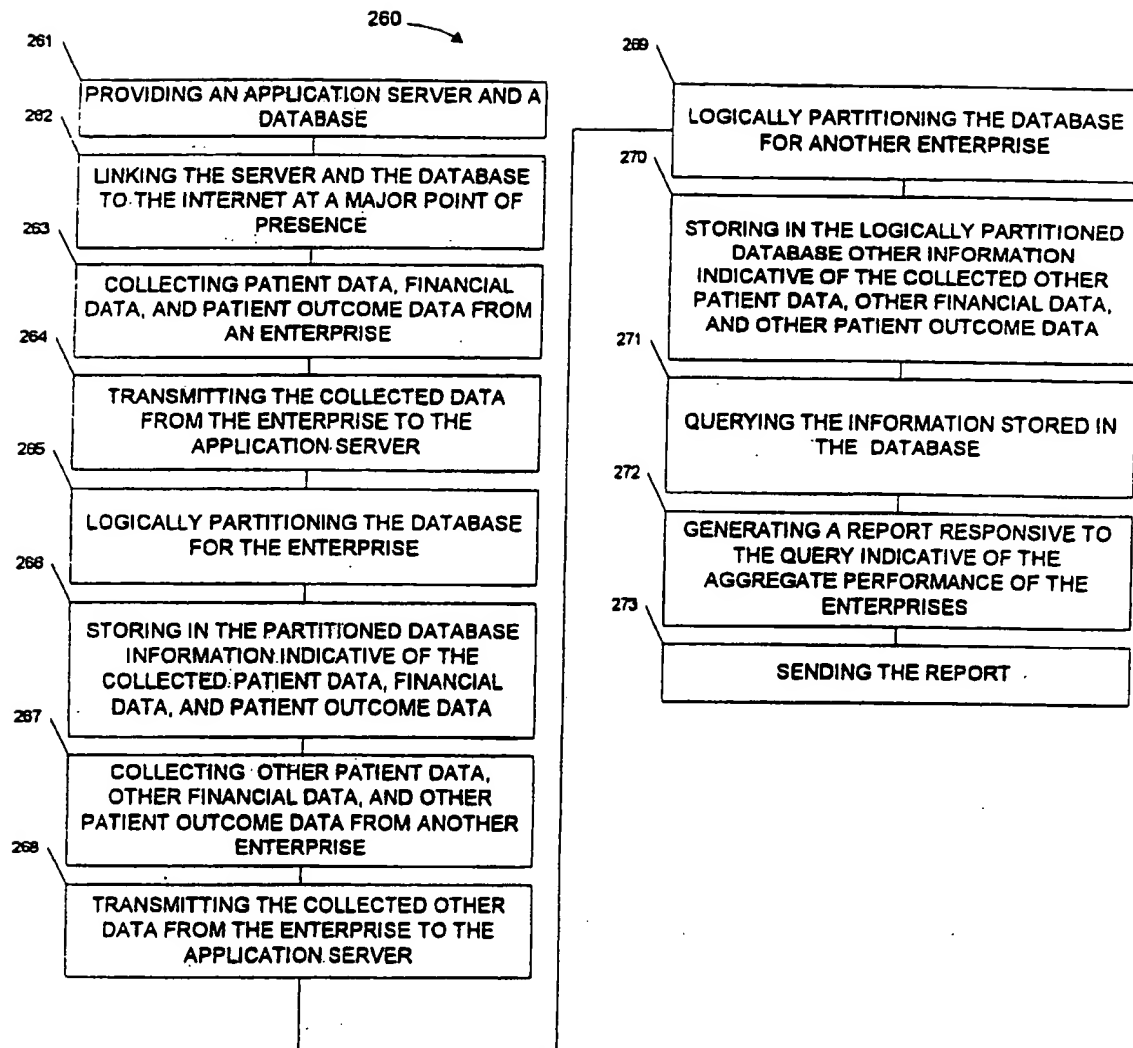 260
261
PROVIDING AN APPLICATION SERVER AND A
DATABASE
262
LINKING THE SERVER AND THE DATABASE
TO THE INTERNET AT A MAJOR POINT OF
PRESENCE
263
COLLECTING PATIENT DATA, FINANCIAL
DATA, AND PATIENT OUTCOME DATA FROM
AN ENTERPRISE
264
TRANSMITTING THE COLLECTED DATA
FROM THE ENTERPRISE TO THE
APPLICATION SERVER
265
LOGICALLY PARTITIONING THE DATABASE
FOR THE ENTERPRISE
266
STORING IN THE PARTITIONED DATABASE
INFORMATION INDICATIVE OF THE
COLLECTED PATIENT DATA, FINANCIAL
DATA, AND PATIENT OUTCOME DATA
267
COLLECTING OTHER PATIENT DATA,
OTHER FINANCIAL DATA, AND OTHER
PATIENT OUTCOME DATA FROM ANOTHER
ENTERPRISE
268
TRANSMITTING THE COLLECTED OTHER
DATA FROM THE ENTERPRISE TO THE
APPLICATION SERVER
269
LOGICALLY PARTITIONING THE DATABASE
FOR ANOTHER ENTERPRISE
270
STORING IN THE LOGICALLY PARTITIONED
DATABASE OTHER INFORMATION
INDICATIVE OF THE COLLECTED OTHER
PATIENT DATA, OTHER FINANCIAL DATA,
AND OTHER PATIENT OUTCOME DATA
271
QUERYING THE INFORMATION STORED IN
THE DATABASE
272
GENERATING A REPORT RESPONSIVE TO
THE QUERY INDICATIVE OF THE
AGGREGATE PERFORMANCE OF THE
ENTERPRISES
273
SENDING THE REPORT